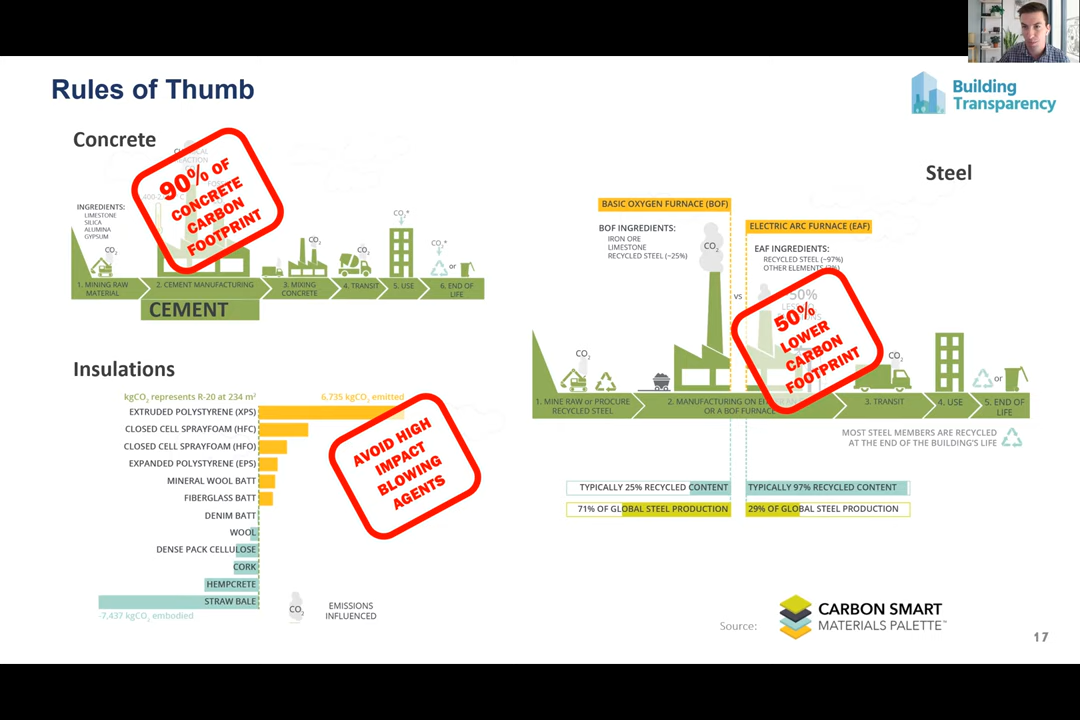 Rules of Thumb
Building
Transparency
Concrete
90% OF
CONCRETE
CARBON
FOOTPRINT
INGREDIENTS:
LIMESTONE
SILICA
ALUMINA
GYPSUM
CO2
CO2
CO2
CO2*
CO2*
or
1. MINING RAW
MATERIAL
2. CEMENT MANUFACTURING
3. MIXING
CONCRETE
4. TRANSIT
5. USE
6. END OF
LIFE
CEMENT
Insulations
kgCO2 represents R-20 at 234 m²
6,735 kgCO2 emitted
EXTRUDED POLYSTYRENE (XPS)
CLOSED CELL SPRAYFOAM (HFC)
CLOSED CELL SPRAYFOAM (HFO)
EXPANDED POLYSTYRENE (EPS)
MINERAL WOOL BATT
FIBERGLASS BATT
DENIM BATT
WOOL
DENSE PACK CELLULOSE
CORK
HEMPCRETE
STRAW BALE
-7,437 kgCO2 embodied
AVOID HIGH
IMPACT
BLOWING
AGENTS
CO2
EMISSIONS
INFLUENCED
Steel
BASIC OXYGEN FURNACE (BOF)
BOF INGREDIENTS:
IRON ORE
LIMESTONE
RECYCLED STEEL (~25%)
CO2
vs
ELECTRIC ARC FURNACE (EAF)
EAF INGREDIENTS:
RECYCLED STEEL (~97%)
OTHER ELEMENTS
50%
50%
LOWER
CARBON
FOOTPRINT
CO2
CO2
or
1. MINE RAW or PROCURE
RECYCLED STEEL
2. MANUFACTURING ON
OR A BOF FURNACE
3. TRANSIT
4. USE
5. END OF
LIFE
MOST STEEL MEMBERS ARE RECYCLED
AT THE END OF THE BUILDING'S LIFE
TYPICALLY 25% RECYCLED CONTENT
TYPICALLY 97% RECYCLED CONTENT
71% OF GLOBAL STEEL PRODUCTION
29% OF GLOBAL STEEL PRODUCTION
Source:
CARBON SMART
MATERIALS PALETTE™
17